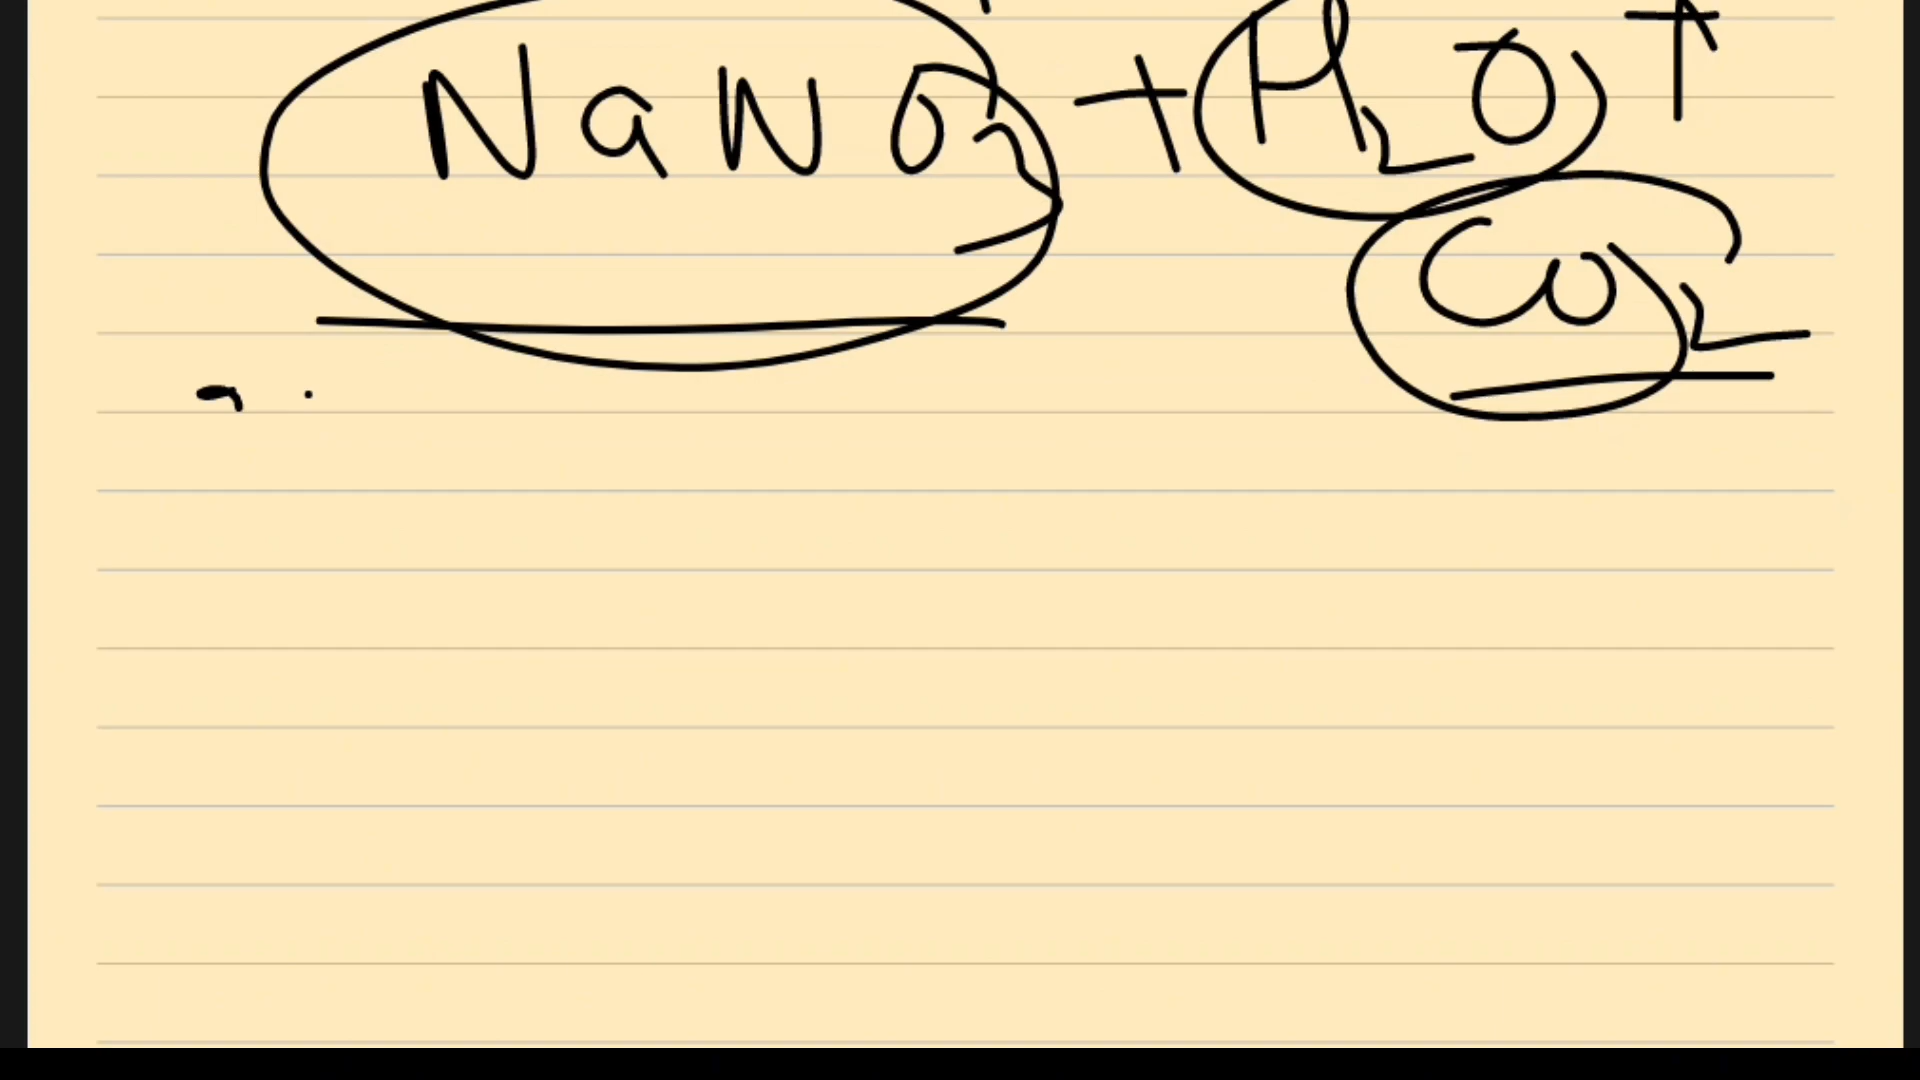 NaNO3 + H2O +
CO2